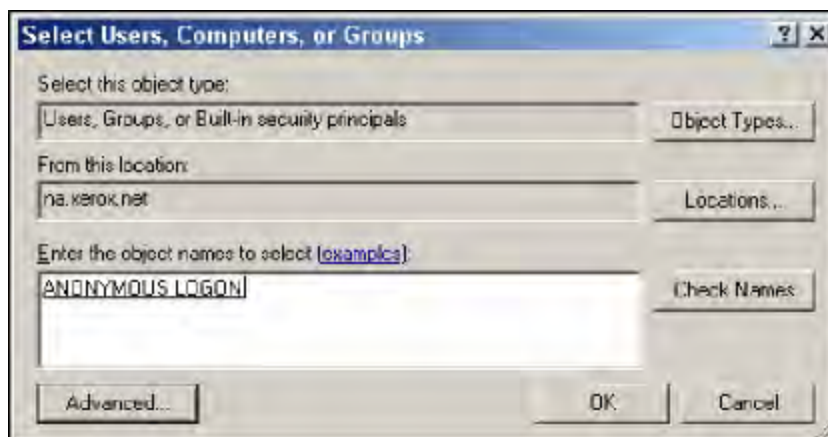 Select Users, Computers, or Groups
Select this object type:
Users, Groups, or Built-in security principals
Object Types...
From this location:
na.xerox.net
Locations...
Enter the object names to select (examples):
ANONYMOUS LOGON
Check Names
Advanced...
OK
Cancel